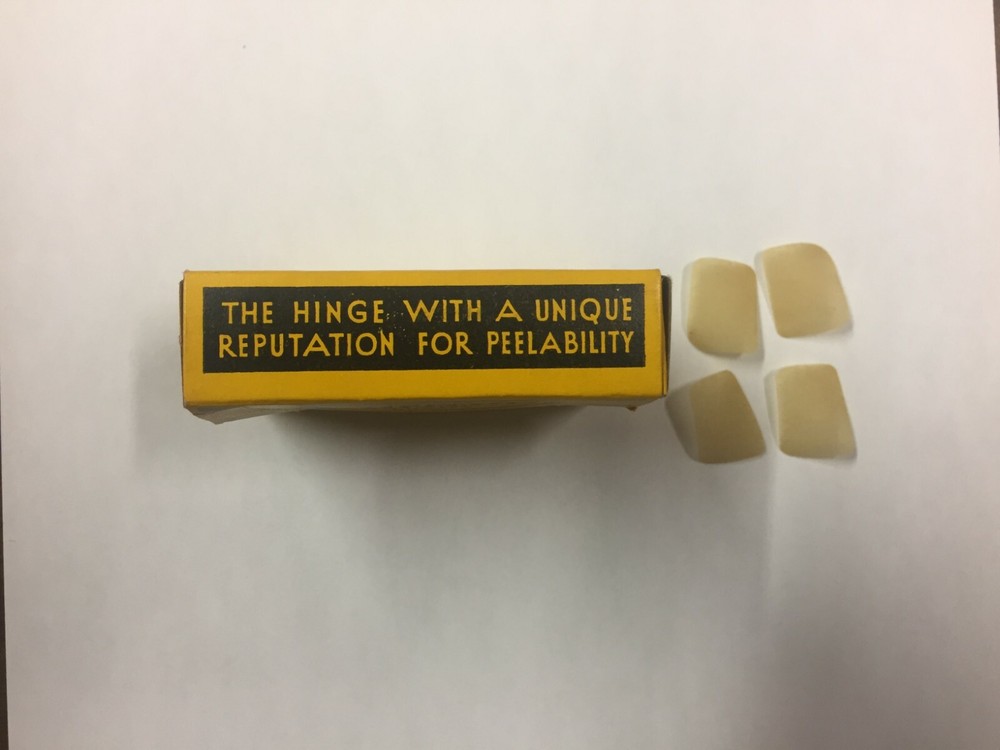 THE HINGE WITH A UNIQUE
REPUTATION FOR PEELABILITY